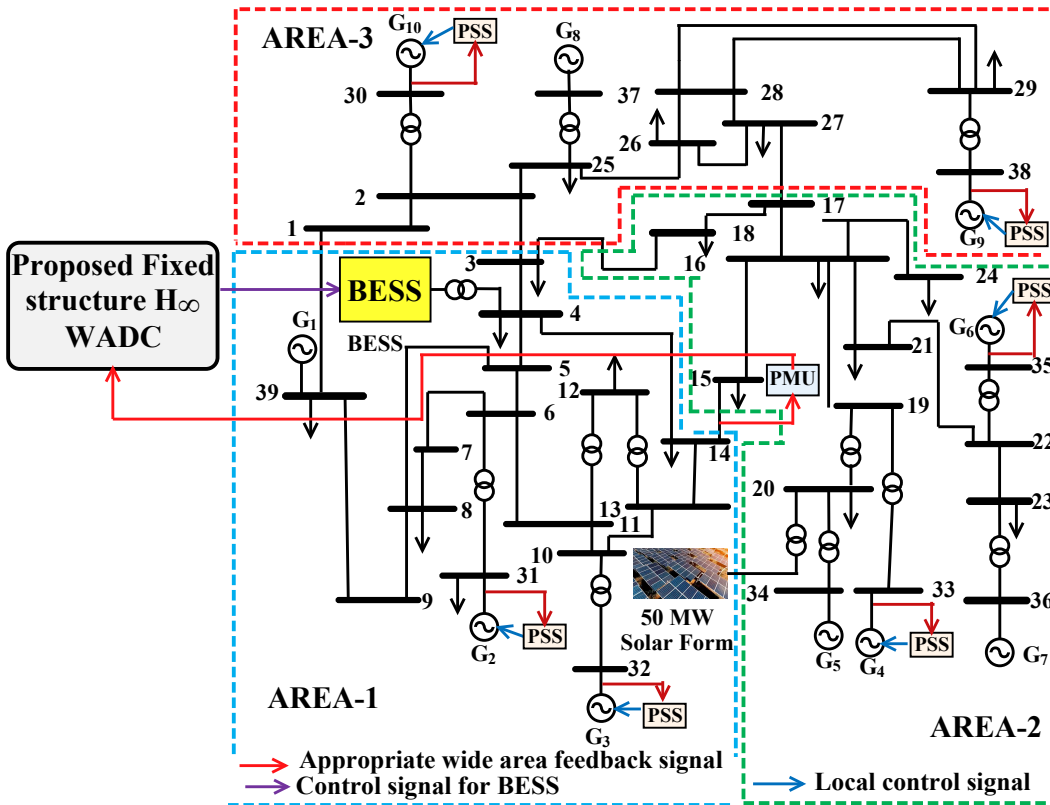 AREA-3
G10
PSS
G8
30
37
28
29
27
26
25
38
2
17
1
18
G9
PSS
Proposed Fixed
structure H∞
WADC
3
16
24
BESS
4
PSS
G6
G1
BESS
21
35
5
15
PMU
12
39
6
19
14
22
7
20
13
23
8
11
10
31
34
33
36
9
50 MW
Solar Form
PSS
G2
G5
G4
PSS
G7
32
AREA-1
PSS
G3
AREA-2
Appropriate wide area feedback signal
Control signal for BESS
Local control signal